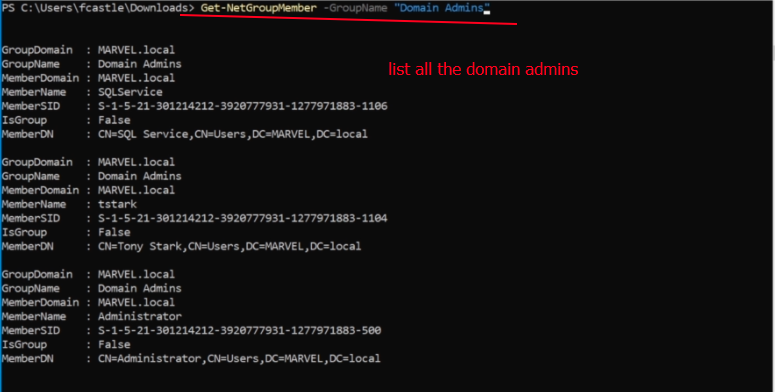 PS C:\Users\fcastle\Downloads> Get-NetGroupMember -GroupName "Domain Admins"
list all the domain admins
GroupDomain : MARVEL.local
GroupName : Domain Admins
MemberDomain : MARVEL.local
MemberName : SQLService
MemberSID : S-1-5-21-301214212-3920777931-1277971883-1106
IsGroup : False
MemberDN : CN=SQL Service,CN=Users,DC=MARVEL,DC=local
GroupDomain : MARVEL.local
GroupName : Domain Admins
MemberDomain : MARVEL.local
MemberName : tstark
MemberSID : S-1-5-21-301214212-3920777931-1277971883-1104
IsGroup : False
MemberDN : CN=Tony Stark,CN=Users,DC=MARVEL,DC=local
GroupDomain : MARVEL.local
GroupName : Domain Admins
MemberDomain : MARVEL.local
MemberName : Administrator
MemberSID : S-1-5-21-301214212-3920777931-1277971883-500
IsGroup : False
MemberDN : CN=Administrator,CN=Users,DC=MARVEL,DC=local